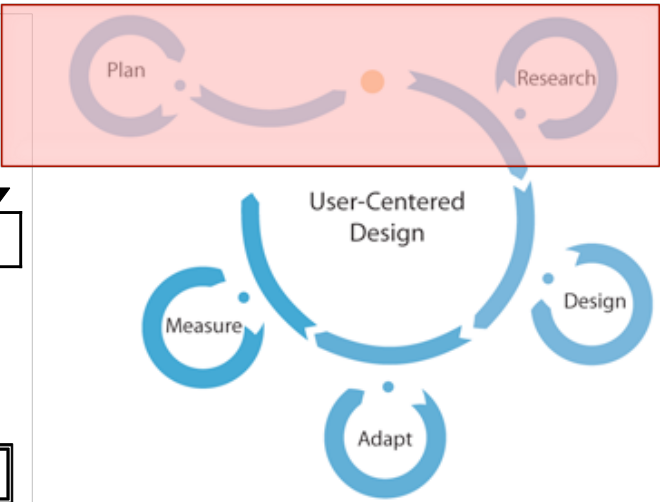 Plan
Research
User-Centered
Design
Design
Measure
Adapt